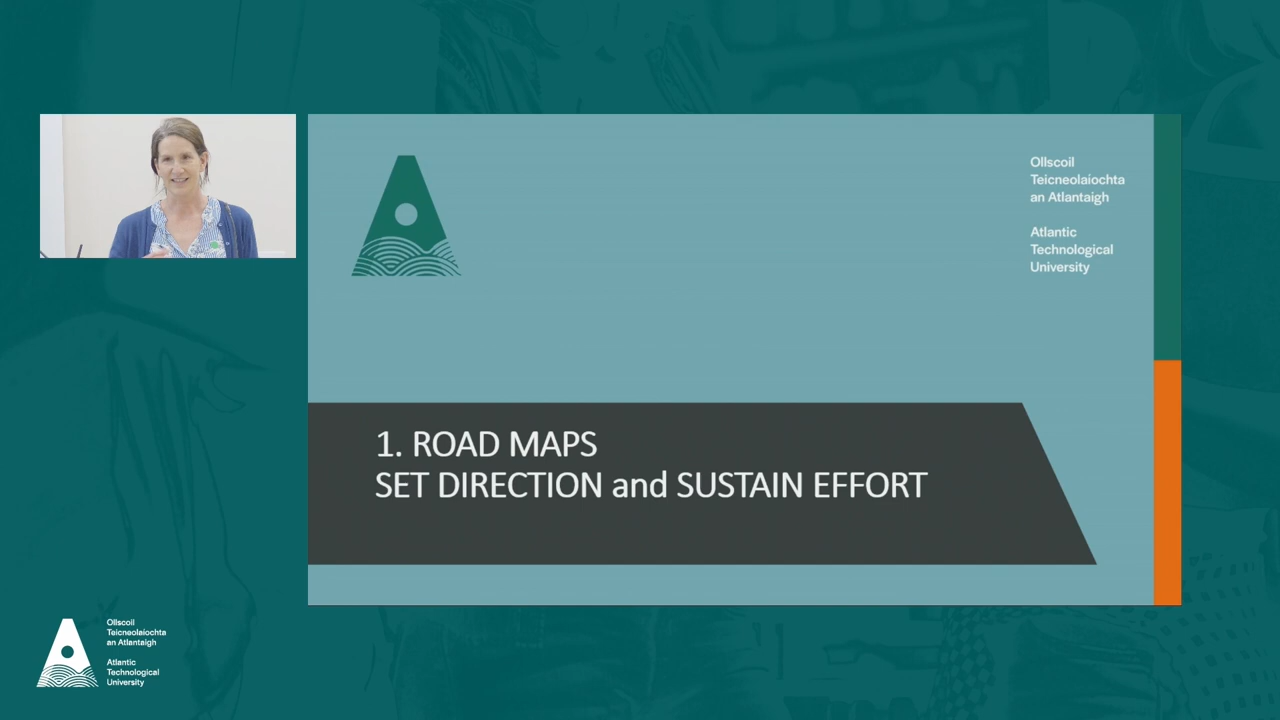 Ollscoil
Teicneolaíochta
an Atlantaigh
Atlantic
Technological
University
1. ROAD MAPS
SET DIRECTION and SUSTAIN EFFORT
Ollscoil
Teicneolaíochta
an Atlantaigh
Atlantic
Technological
University